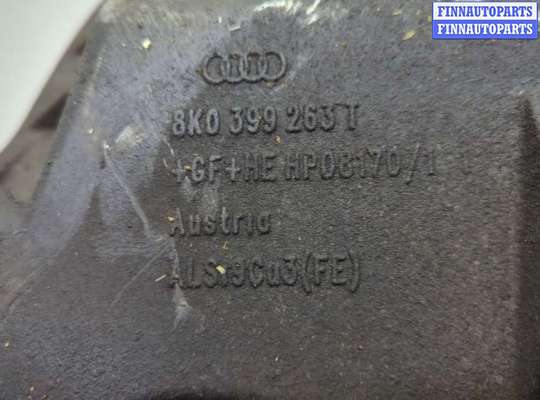 FINNAUTOPARTS
FINNAUTOPARTS
8K0 399 263 T
+GF+HE HP08170/1
Austria
ALSi9Cu3(FE)